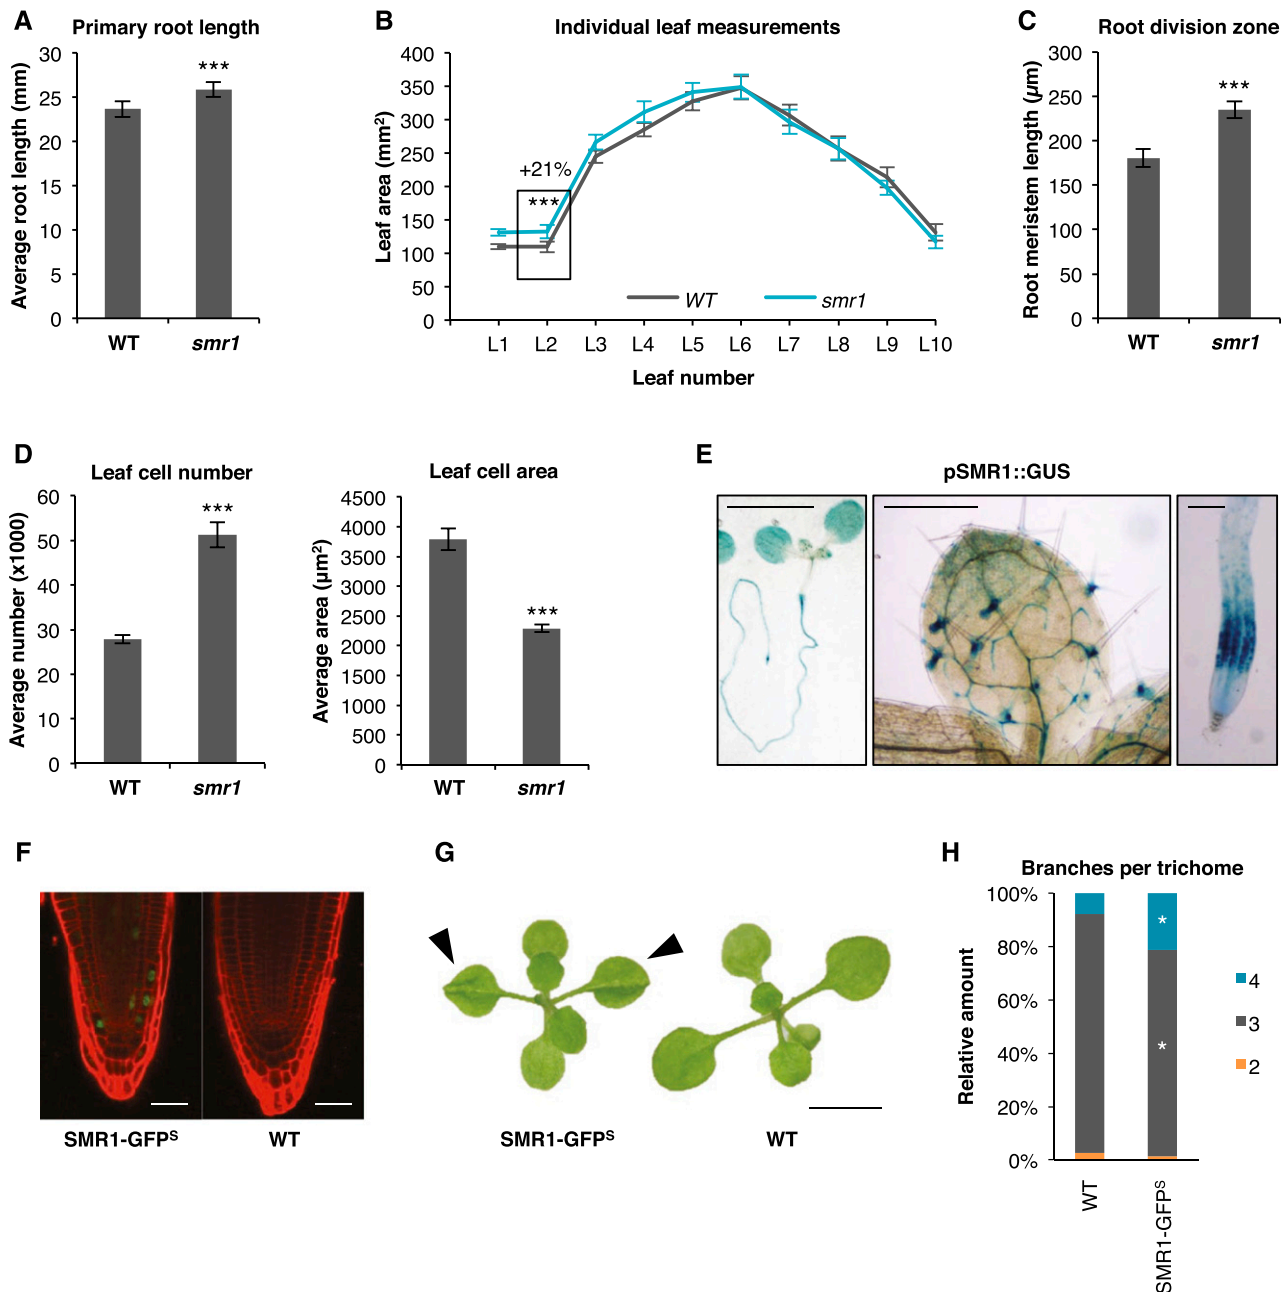 A
Primary root length
Average root length (mm)
30
25
20
15
10
5
0
***
WT
smr1
B
Individual leaf measurements
Leaf area (mm²)
400
350
300
250
200
150
100
50
0
+21%
***
WT
smr1
L1 L2 L3 L4 L5 L6 L7 L8 L9 L10
Leaf number
C
Root division zone
Root meristem length (µm)
300
250
200
150
100
50
0
***
WT
smr1
D
Leaf cell number
Average number (x1000)
60
50
40
30
20
10
0
***
WT
smr1
Leaf cell area
Average area (µm²)
4500
4000
3500
3000
2500
2000
1500
1000
500
0
***
WT
smr1
E
pSMR1::GUS
F
SMR1-GFPˢ
WT
G
SMR1-GFPˢ
WT
H
Branches per trichome
Relative amount
100%
80%
60%
40%
20%
0%
*
*
4
3
2
WT
SMR1-GFPˢ